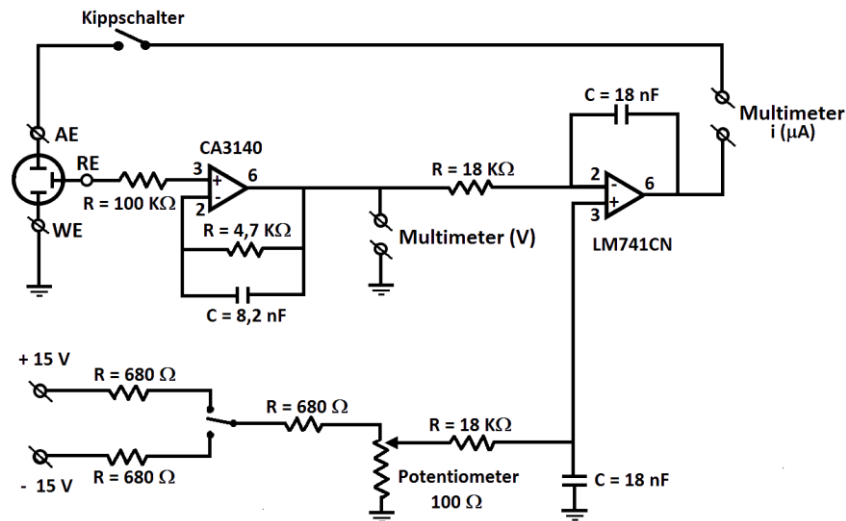 Kippschalter
C = 18 nF
Multimeter
i (μA)
AE
CA3140
RE
3
+
6
R = 18 KΩ
2
-
6
R = 100 KΩ
2
-
+
3
WE
R = 4,7 KΩ
Multimeter (V)
LM741CN
C = 8,2 nF
+ 15 V
R = 680 Ω
R = 680 Ω
R = 18 KΩ
- 15 V
R = 680 Ω
Potentiometer
100 Ω
C = 18 nF